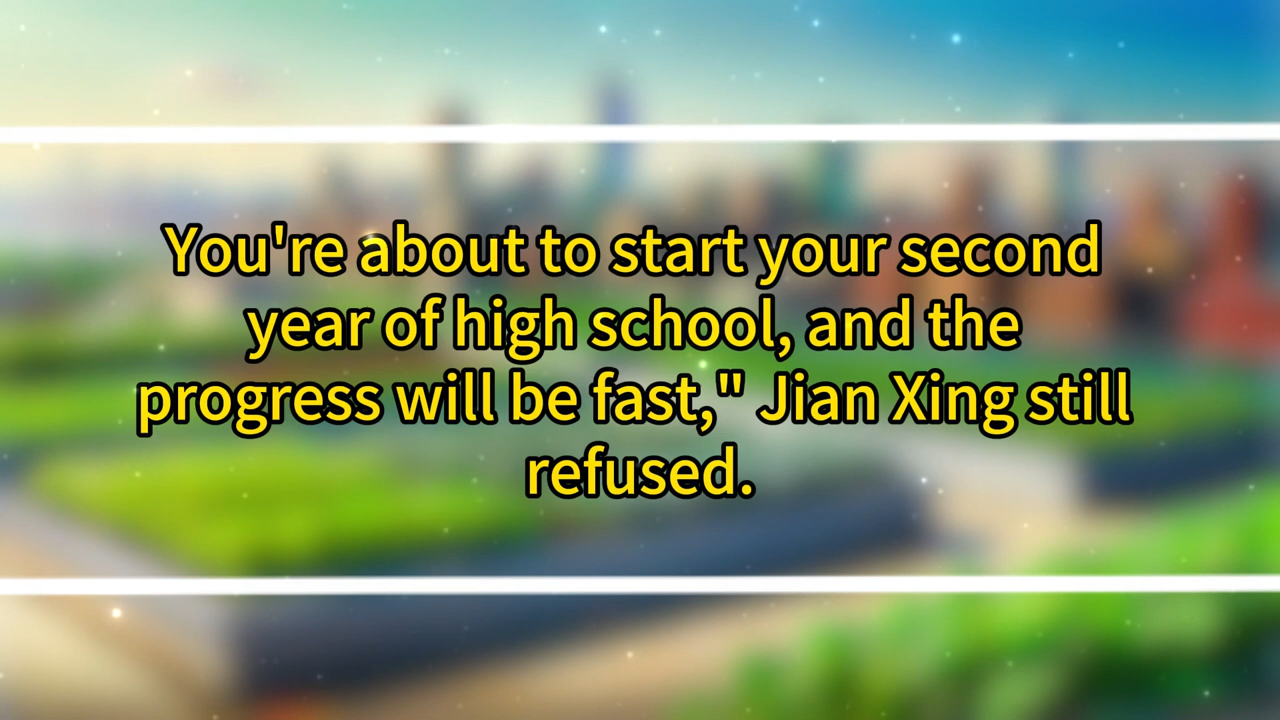 You're about to start your second
year of high school, and the
progress will be fast," Jian Xing still
refused.